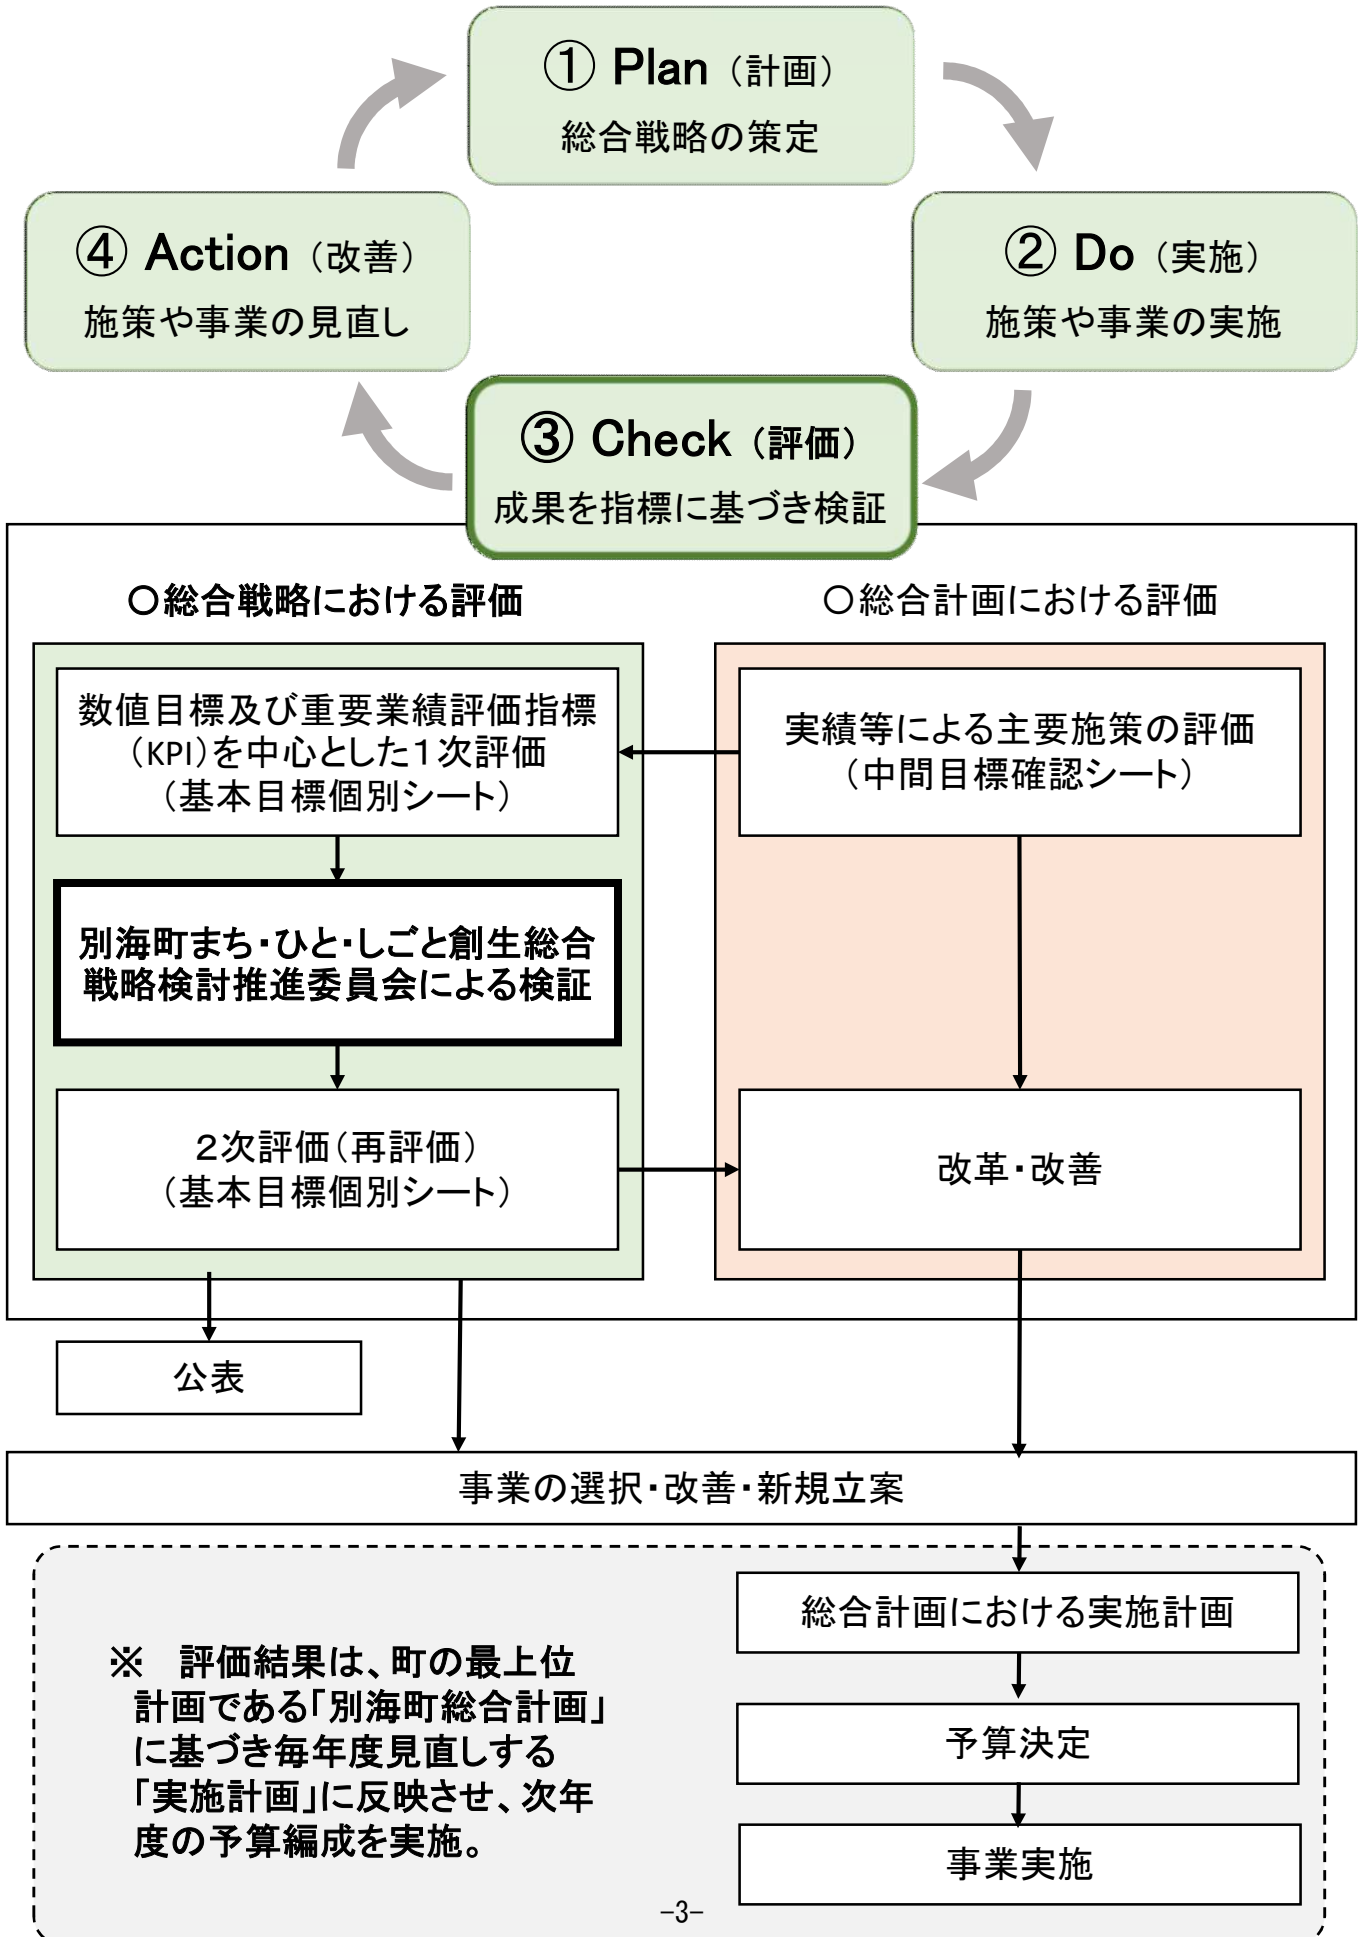 ① Plan（計画）
総合戦略の策定
④ Action（改善）
施策や事業の見直し
② Do（実施）
施策や事業の実施
③ Check（評価）
成果を指標に基づき検証
○総合戦略における評価
数値目標及び重要業績評価指標
（KPI）を中心とした１次評価
（基本目標個別シート）
別海町まち・ひと・しごと創生総合
戦略検討推進委員会による検証
２次評価（再評価）
（基本目標個別シート）
○総合計画における評価
実績等による主要施策の評価
（中間目標確認シート）
改革・改善
公表
事業の選択・改善・新規立案
※　評価結果は、町の最上位
計画である「別海町総合計画」
に基づき毎年度見直しする
「実施計画」に反映させ、次年
度の予算編成を実施。
総合計画における実施計画
予算決定
事業実施
-3-